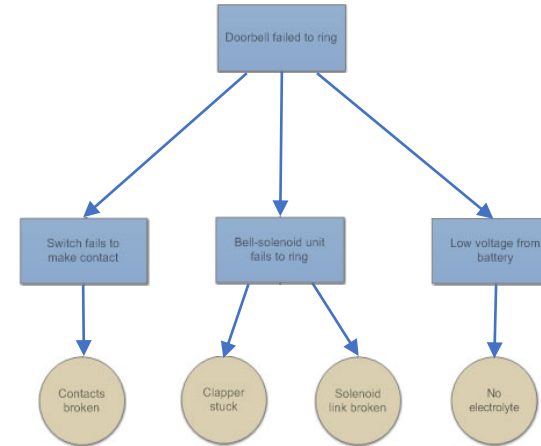 Doorbell failed to ring
Switch fails to
make contact
Bell-solenoid unit
fails to ring
Low voltage from
battery
Contacts
broken
Clapper
stuck
Solenoid
link broken
No
electrolyte